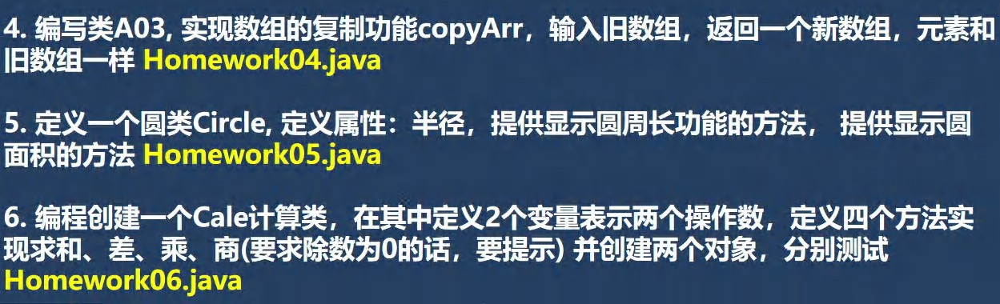 4. 编写类A03, 实现数组的复制功能copyArr，输入旧数组，返回一个新数组，元素和
旧数组一样 Homework04.java
5. 定义一个圆类Circle, 定义属性：半径，提供显示圆周长功能的方法， 提供显示圆
面积的方法 Homework05.java
6. 编程创建一个Cale计算类，在其中定义2个变量表示两个操作数，定义四个方法实
现求和、差、乘、商(要求除数为0的话，要提示) 并创建两个对象，分别测试
Homework06.java